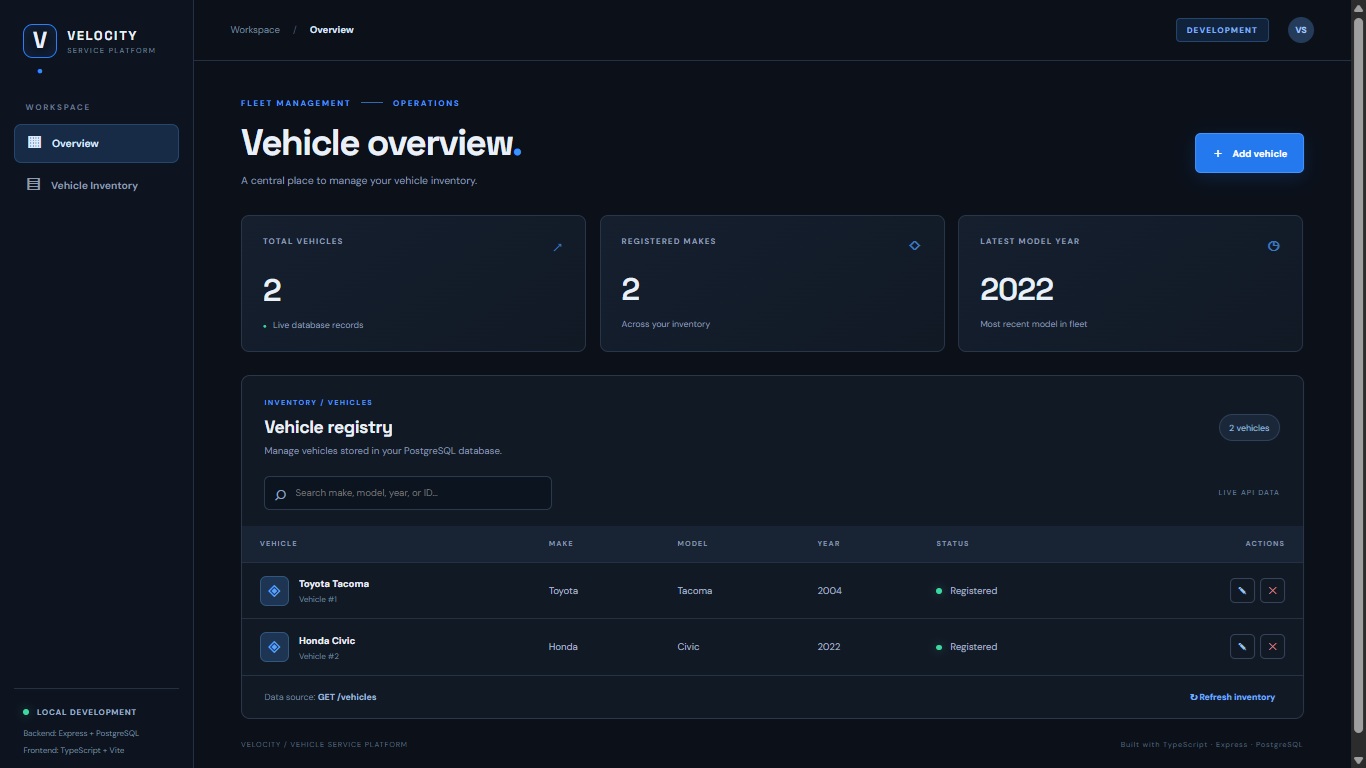 V VELOCITY
SERVICE PLATFORM
WORKSPACE
Overview
Vehicle Inventory
LOCAL DEVELOPMENT
Backend: Express + PostgreSQL
Frontend: TypeScript + Vite
Workspace / Overview
DEVELOPMENT
VS
FLEET MANAGEMENT — OPERATIONS
Vehicle overview.
A central place to manage your vehicle inventory.
+ Add vehicle
TOTAL VEHICLES
2
Live database records
REGISTERED MAKES
2
Across your inventory
LATEST MODEL YEAR
2022
Most recent model in fleet
INVENTORY / VEHICLES
Vehicle registry
Manage vehicles stored in your PostgreSQL database.
2 vehicles
Search make, model, year, or ID...
LIVE API DATA
VEHICLE MAKE MODEL YEAR STATUS ACTIONS
Toyota Tacoma
Vehicle #1
Toyota Tacoma 2004 Registered
Honda Civic
Vehicle #2
Honda Civic 2022 Registered
Data source: GET /vehicles
↻ Refresh inventory
VELOCITY / VEHICLE SERVICE PLATFORM
Built with TypeScript · Express · PostgreSQL